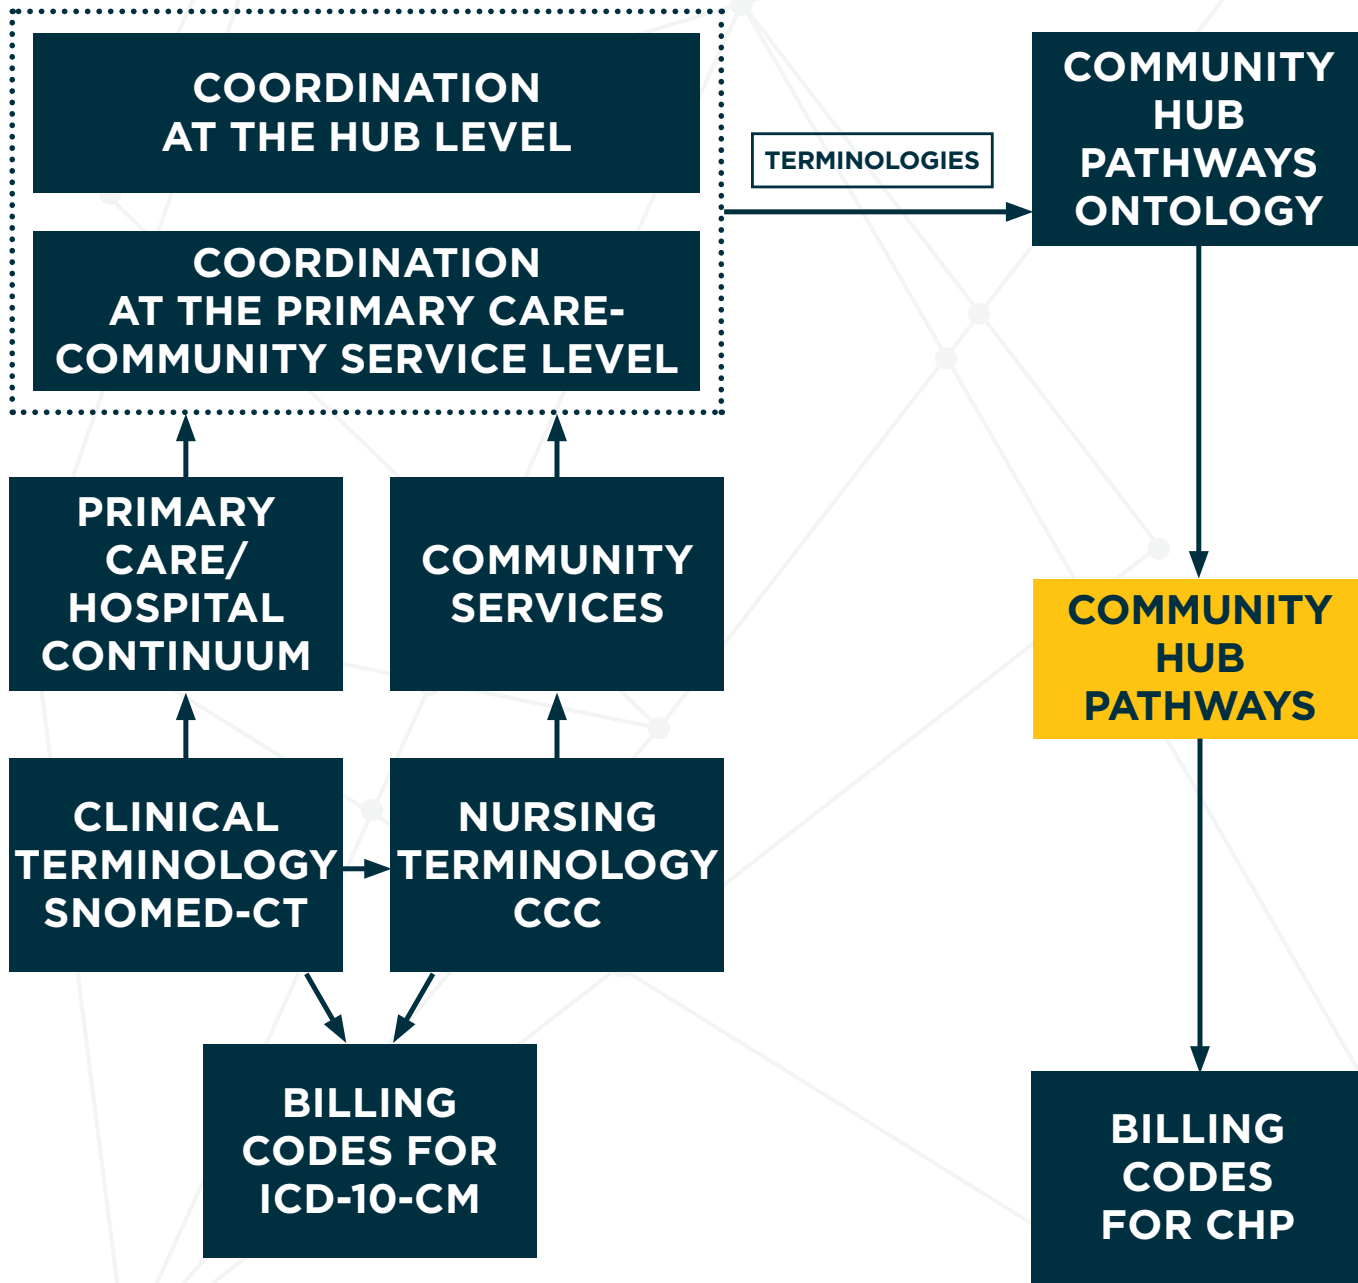 COORDINATION
AT THE HUB LEVEL
COORDINATION
AT THE PRIMARY CARE-
COMMUNITY SERVICE LEVEL
TERMINOLOGIES
COMMUNITY
HUB
PATHWAYS
ONTOLOGY
PRIMARY
CARE/
HOSPITAL
CONTINUUM
COMMUNITY
SERVICES
COMMUNITY
HUB
PATHWAYS
CLINICAL
TERMINOLOGY
SNOMED-CT
NURSING
TERMINOLOGY
CCC
BILLING
CODES FOR
ICD-10-CM
BILLING
CODES
FOR CHP